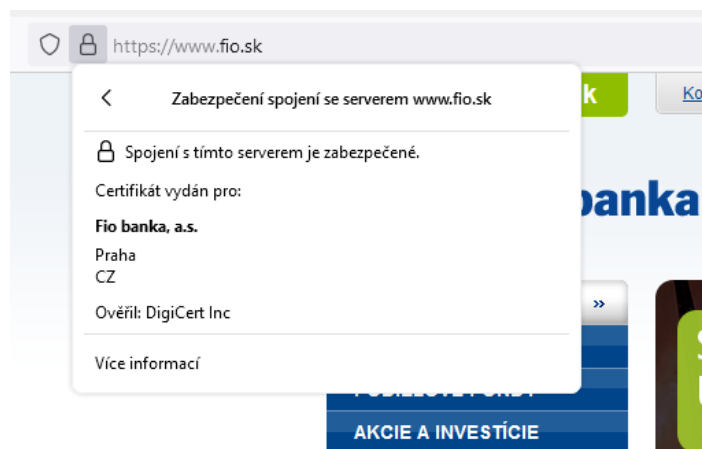 https://www.fio.sk
Zabezpečení spojení se serverem www.fio.sk
k
Spojení s tímto serverem je zabezpečené.
Certifikát vydán pro:
Fio banka, a.s.
Praha
CZ
Ověřil: DigiCert Inc
Více informací
banka
»
AKCIE A INVESTÍCIE